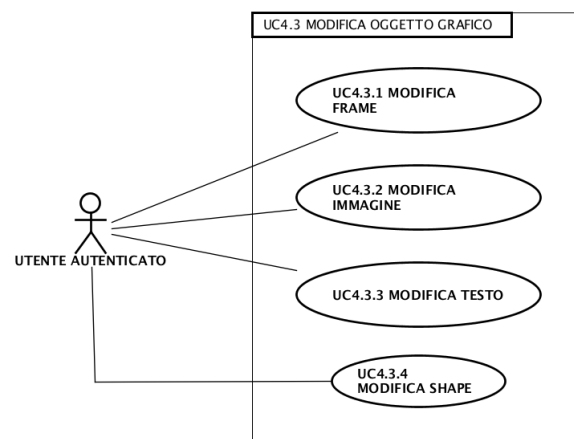 UC4.3 MODIFICA OGGETTO GRAFICO
UC4.3.1 MODIFICA
FRAME
UC4.3.2 MODIFICA
IMMAGINE
UTENTE AUTENTICATO
UC4.3.3 MODIFICA TESTO
UC4.3.4
MODIFICA SHAPE